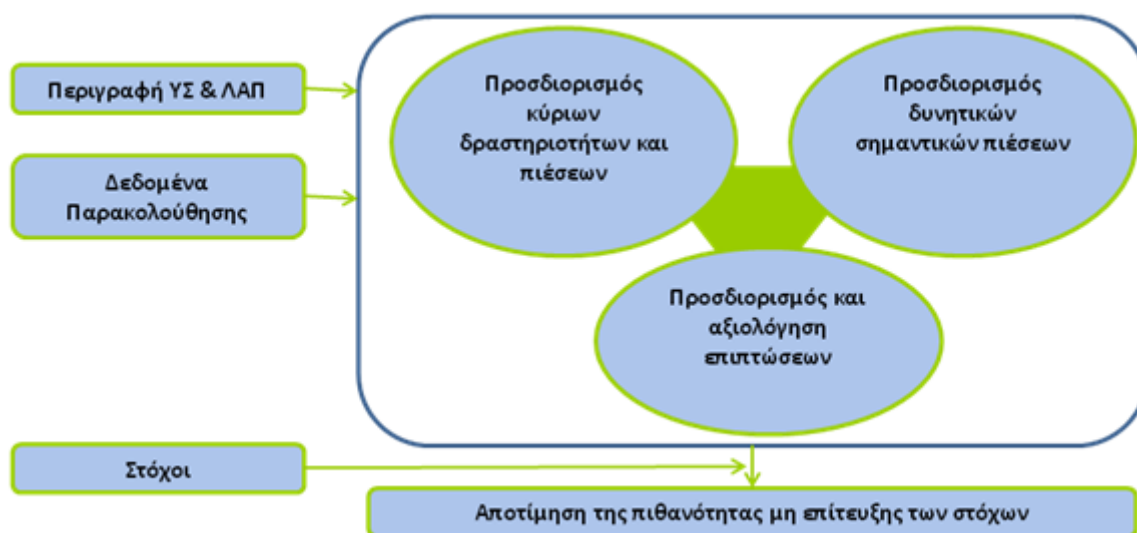 Περιγραφή ΥΣ & ΛΑΠ
Δεδομένα
Παρακολούθησης
Προσδιορισμός
κύριων
δραστηριοτήτων και
πιέσεων
Προσδιορισμός
δυνητικών
σημαντικών πιέσεων
Προσδιορισμός και
αξιολόγηση
επιπτώσεων
Στόχοι
Αποτίμηση της πιθανότητας μη επίτευξης των στόχων